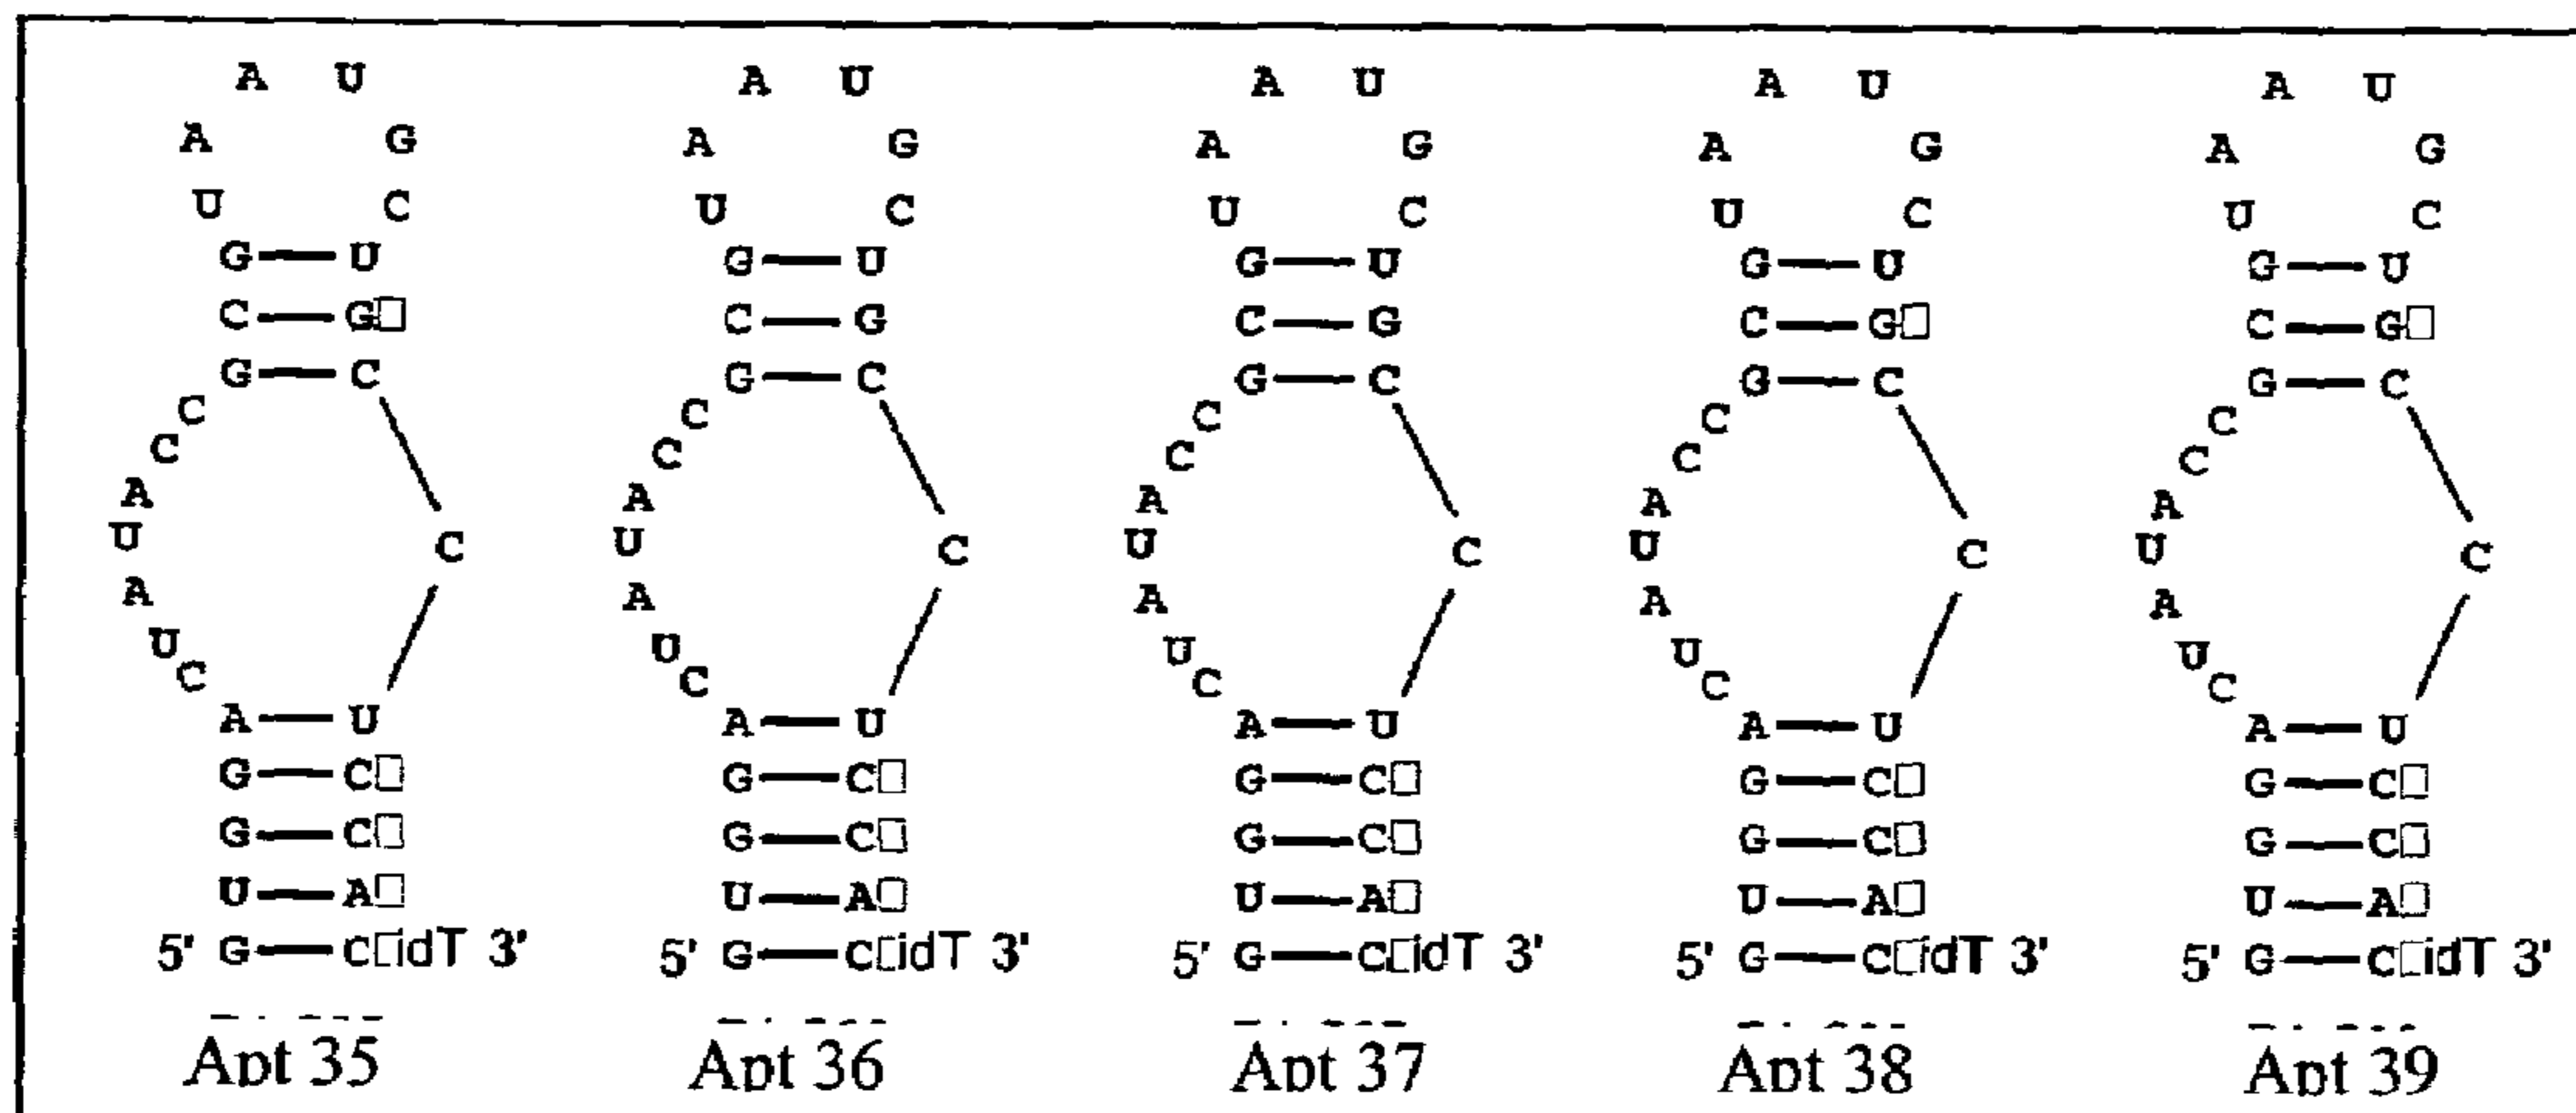 A U A U A U A U A U
A G A G A G A G A G
U C U C U C U C U C
G U G U G U G U G U
C G□ C G C G C G□ C G□
G C G C G C G C G C
C C C C C
C C C C C
A A A A A
U C U C U C U C U C
A A A A A
U U U U U
C C C C C
A U A U A U A U A U
G C□ G C□ G C□ G C□ G C□
G C□ G C□ G C□ G C□ G C□
U A□ U A□ U A□ U A□ U A□
5' G C□idT 3' 5' G C□idT 3' 5' G C□idT 3' 5' G C□idT 3' 5' G C□idT 3'
Apt 35 Apt 36 Apt 37 Apt 38 Apt 39